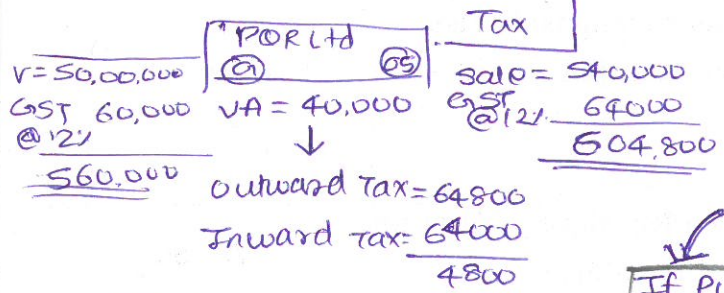 PQR Ltd
Tax
V = 50,00,000
GST 60,000
@ 12%
560,000
G GS
VA = 40,000
↓
Outward Tax = 64800
Inward Tax = 64000
4800
Sale = 540,000
GST 64000
@ 12%
604,800
If